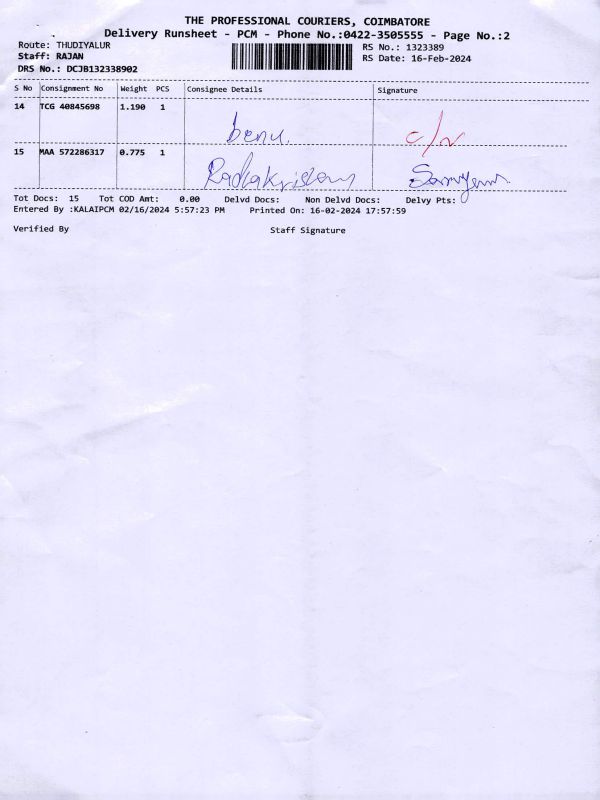 THE PROFESSIONAL COURIERS, COIMBATORE
Delivery Runsheet - PCM - Phone No.:0422-3505555 - Page No.:2
Route: THUDIYALUR RS No.: 1323389
Staff: RAJAN RS Date: 16-Feb-2024
DRS No.: DCJB132338902
S No Consignment No Weight PCS Consignee Details Signature
14 TCG 40845698 1.190 1
benu. c/n
15 MAA 572286317 0.775 1
Radhakrishnan
Tot Docs: 15 Tot COD Amt: 0.00 Delvd Docs: Non Delvd Docs: Delvy Pts:
Entered By :KALAIPCM 02/16/2024 5:57:23 PM Printed On: 16-02-2024 17:57:59
Verified By Staff Signature